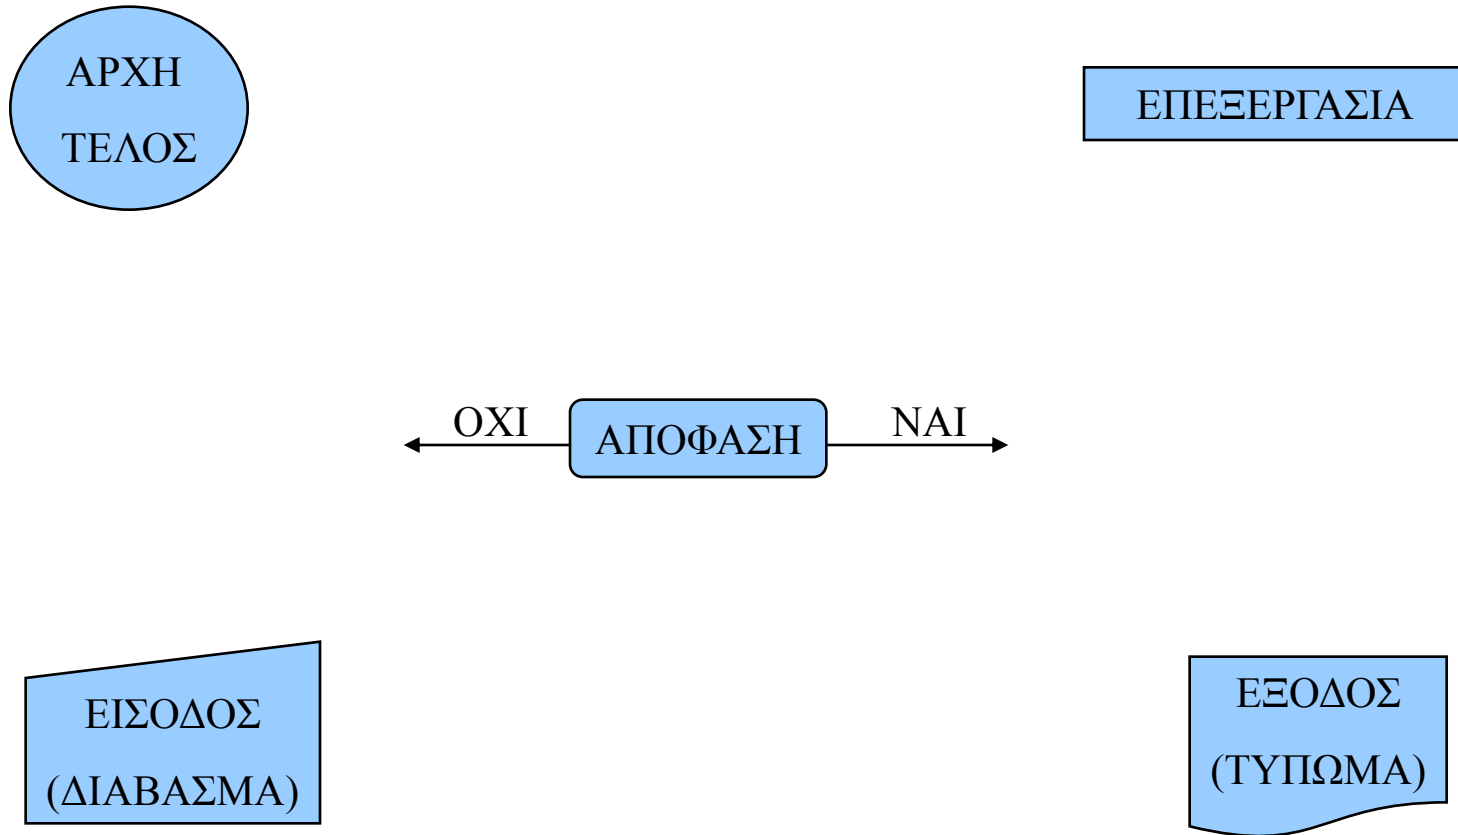 ΑΡΧΗ
ΤΕΛΟΣ
ΕΠΕΞΕΡΓΑΣΙΑ
ΟΧΙ
ΑΠΟΦΑΣΗ
ΝΑΙ
ΕΙΣΟΔΟΣ
(ΔΙΑΒΑΣΜΑ)
ΕΞΟΔΟΣ
(ΤΥΠΩΜΑ)